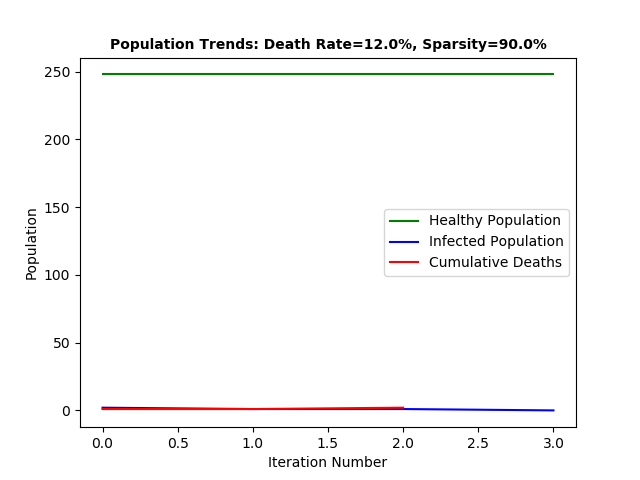 Population Trends: Death Rate=12.0%, Sparsity=90.0%
250
200
150
100
50
0
Population
Healthy Population
Infected Population
Cumulative Deaths
0.0 0.5 1.0 1.5 2.0 2.5 3.0
Iteration Number